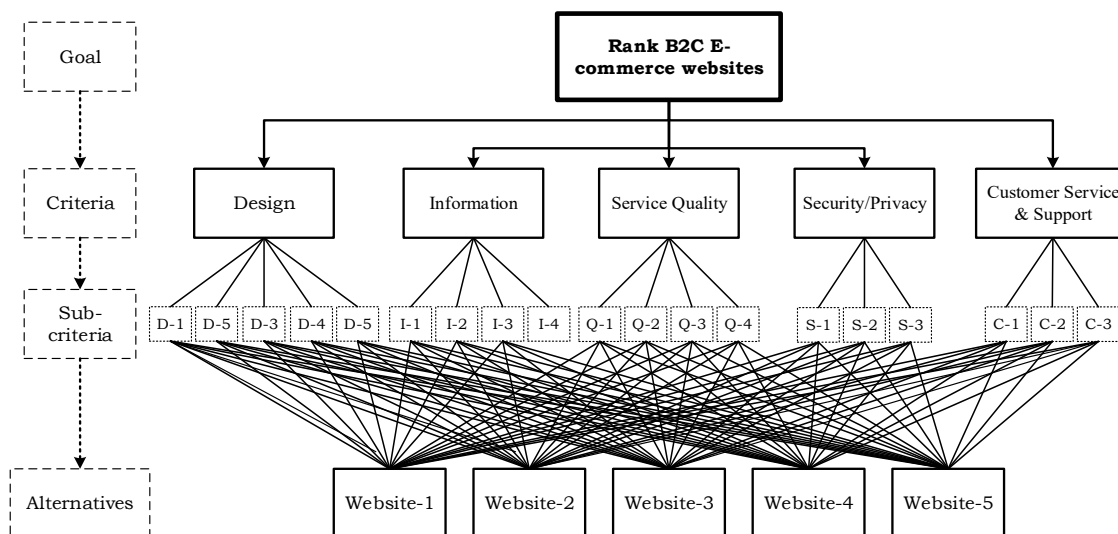 Goal
Rank B2C E-
commerce websites
Criteria
Design
Information
Service Quality
Security/Privacy
Customer Service
& Support
Sub-
criteria
D-1
D-5
D-3
D-4
D-5
I-1
I-2
I-3
I-4
Q-1
Q-2
Q-3
Q-4
S-1
S-2
S-3
C-1
C-2
C-3
Alternatives
Website-1
Website-2
Website-3
Website-4
Website-5